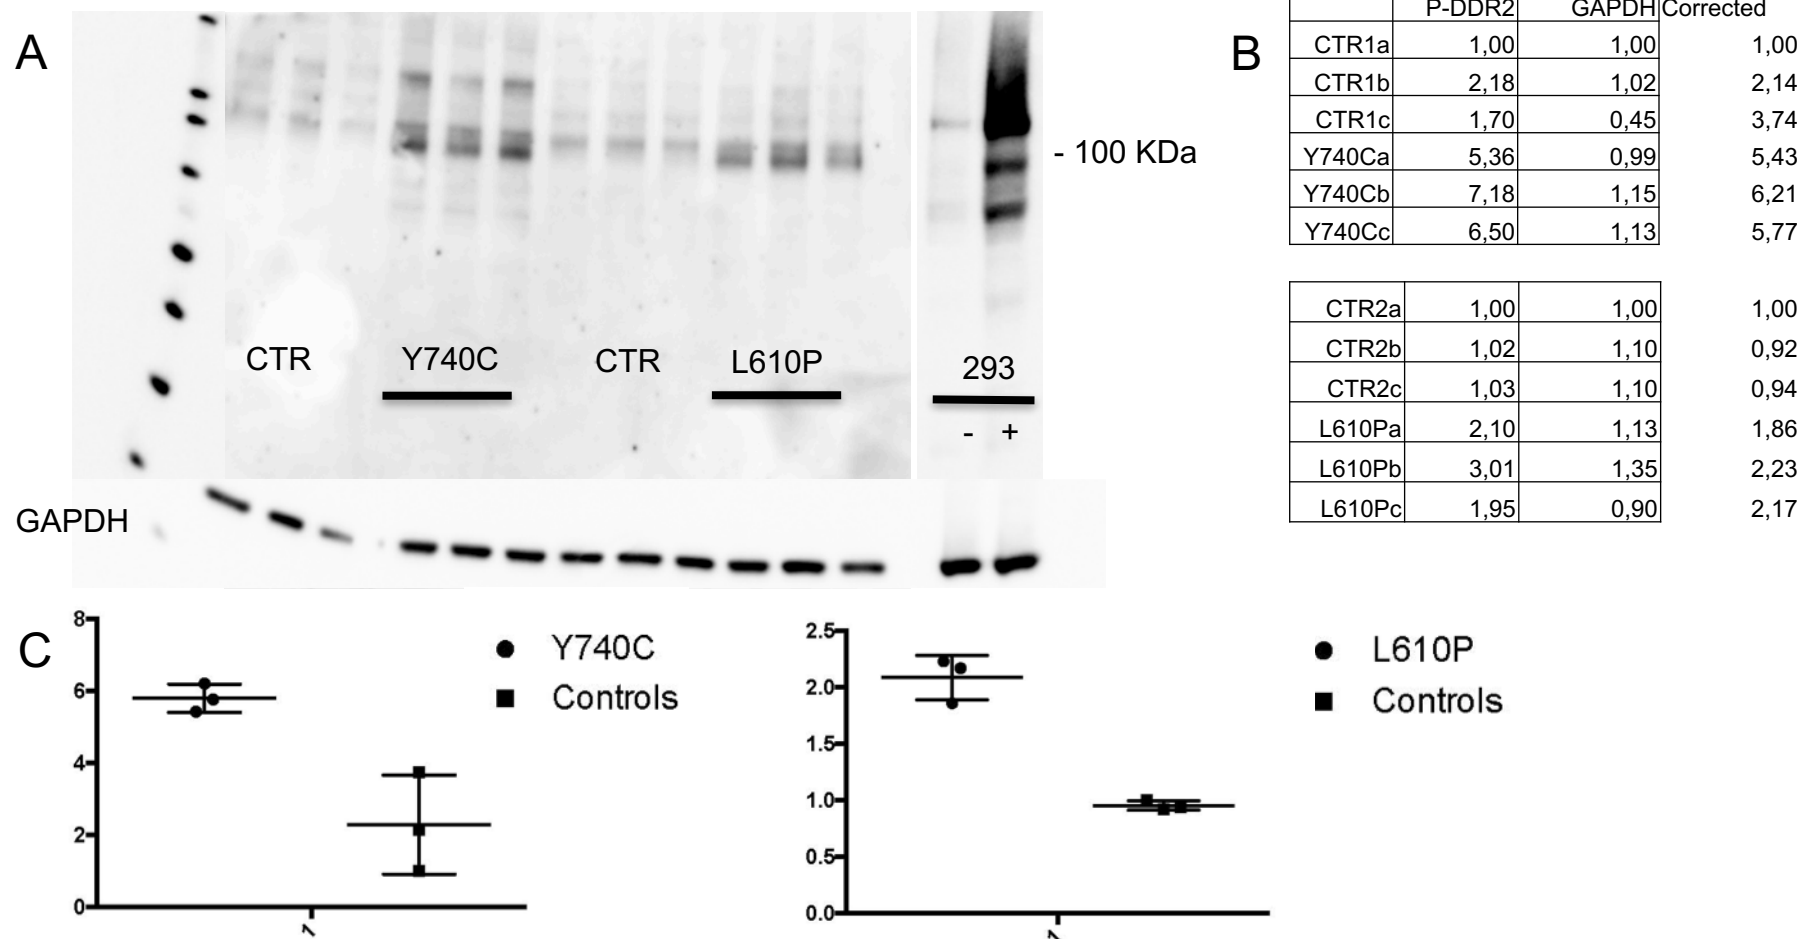 A
CTR
Y740C
CTR
L610P
293
- +
- 100 KDa
GAPDH
B
P-DDR2 GAPDH Corrected
CTR1a 1,00 1,00 1,00
CTR1b 2,18 1,02 2,14
CTR1c 1,70 0,45 3,74
Y740Ca 5,36 0,99 5,43
Y740Cb 7,18 1,15 6,21
Y740Cc 6,50 1,13 5,77
CTR2a 1,00 1,00 1,00
CTR2b 1,02 1,10 0,92
CTR2c 1,03 1,10 0,94
L610Pa 2,10 1,13 1,86
L610Pb 3,01 1,35 2,23
L610Pc 1,95 0,90 2,17
C
8
6
4
2
0
1
Y740C
Controls
2.5
2.0
1.5
1.0
0.5
0.0
L610P
Controls